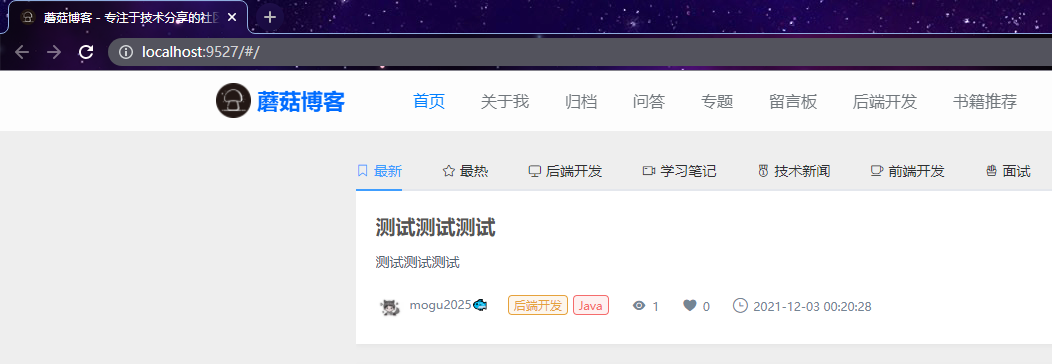 蘑菇博客 - 专注于技术分享的社区
localhost:9527/#/
蘑菇博客 首页 关于我 归档 问答 专题 留言板 后端开发 书籍推荐
最新 最热 后端开发 学习笔记 技术新闻 前端开发 面试
测试测试测试
测试测试测试
mogu2025 后端开发 Java 1 0 2021-12-03 00:20:28